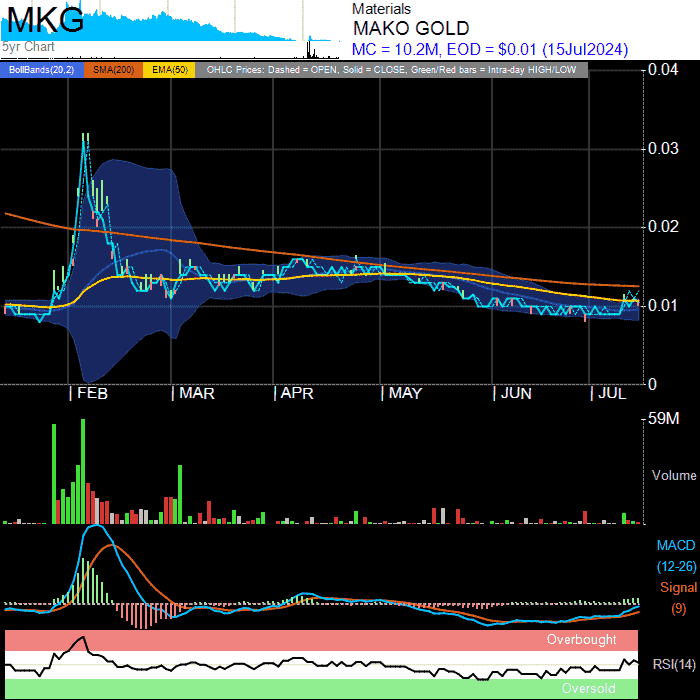 MKG
5yr Chart
Materials
MAKO GOLD
MC = 10.2M, EOD = $0.01 (15Jul2024)
BollBands(20,2) SMA(200) EMA(50) OHLC Prices: Dashed = OPEN, Solid = CLOSE, Green/Red bars = Intra-day HIGH/LOW
0.04
0.03
0.02
0.01
0
| FEB | MAR | APR | MAY | JUN | JUL
59M
Volume
MACD
(12-26)
Signal
(9)
Overbought
RSI(14)
Oversold